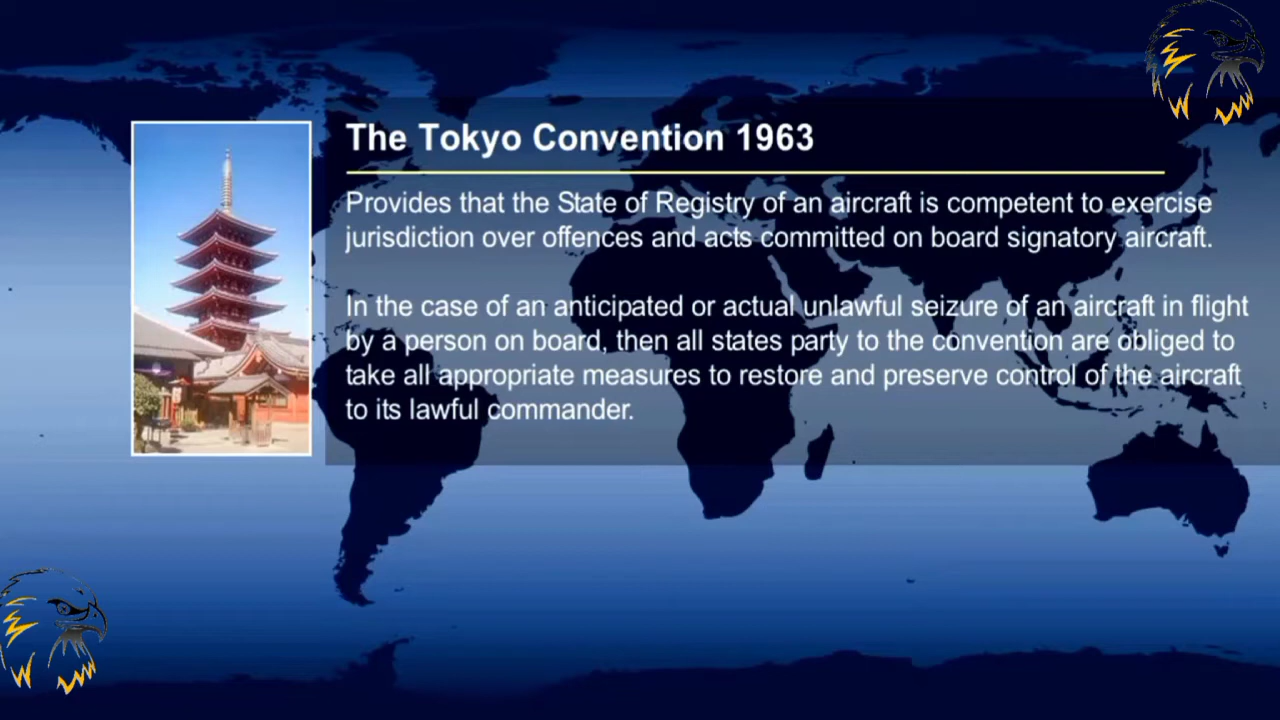 The Tokyo Convention 1963
Provides that the State of Registry of an aircraft is competent to exercise
jurisdiction over offences and acts committed on board signatory aircraft.
In the case of an anticipated or actual unlawful seizure of an aircraft in flight
by a person on board, then all states party to the convention are obliged to
take all appropriate measures to restore and preserve control of the aircraft
to its lawful commander.